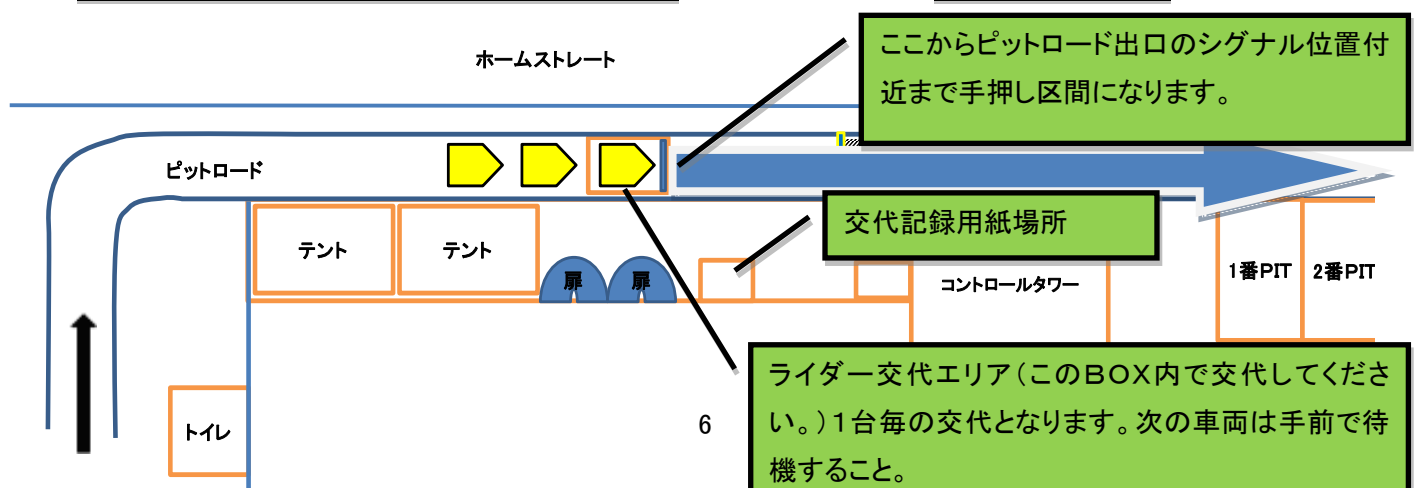 ここからピットロード出口のシグナル位置付
近まで手押し区間になります。
ホームストレート
ピットロード
交代記録用紙場所
テント
テント
扉
扉
コントロールタワー
1番PIT
2番PIT
ライダー交代エリア(このBOX内で交代してくださ
い。)1台毎の交代となります。次の車両は手前で待
機すること。
トイレ
6